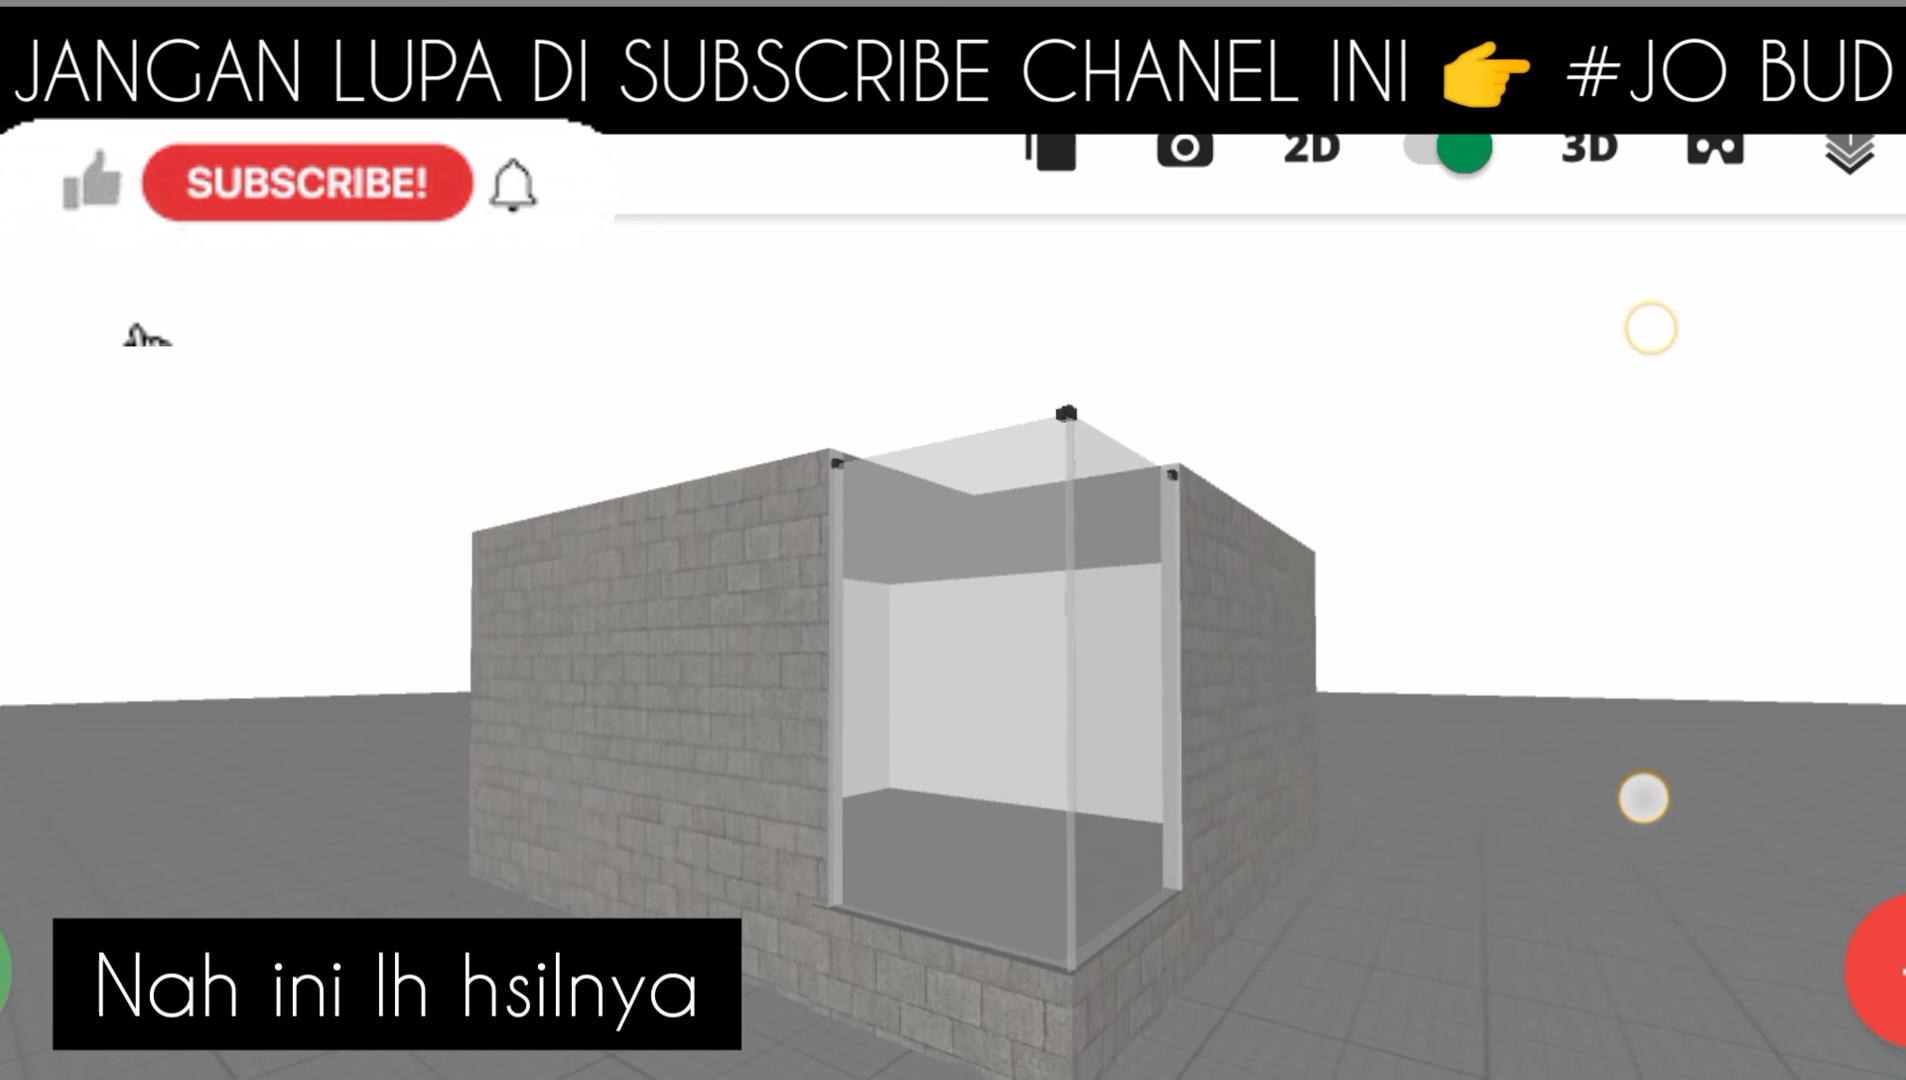 JANGAN LUPA DI SUBSCRIBE CHANEL INI 👉 #JO BUD
SUBSCRIBE!
2D
3D
Nah ini lh hsilnya